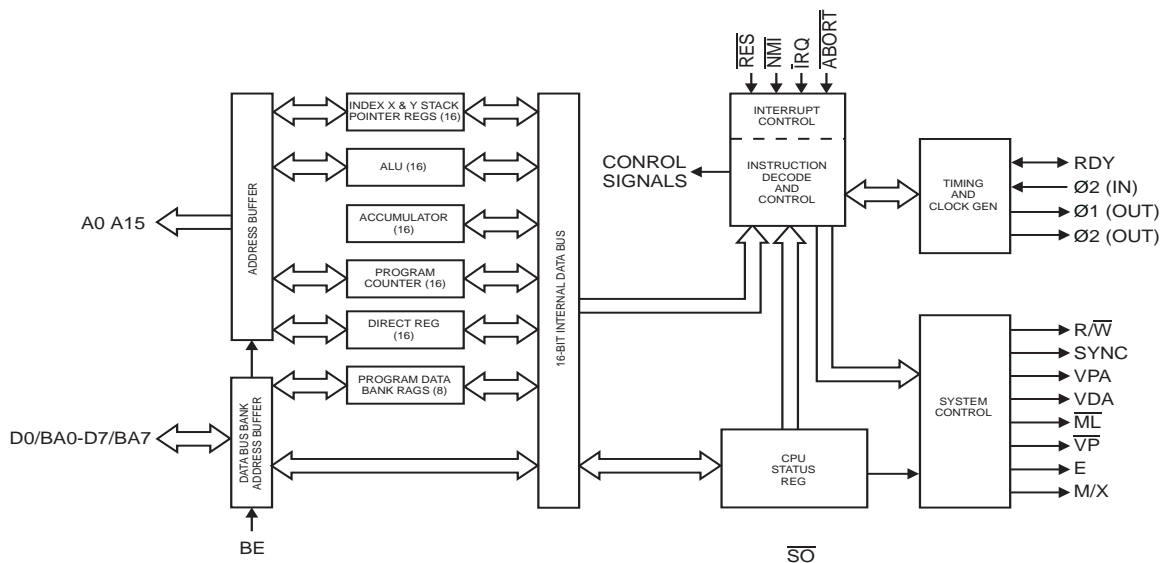 RES
NMI
IRQ
ABORT
INDEX X & Y STACK
POINTER REGS (16)
ALU (16)
ACCUMULATOR
(16)
PROGRAM
COUNTER (16)
DIRECT REG
(16)
PROGRAM DATA
BANK RAGS (8)
ADDRESS BUFFER
DATA BUS BANK
ADDRESS BUFFER
A0 A15
D0/BA0-D7/BA7
BE
16-BIT INTERNAL DATA BUS
CONROL
SIGNALS
INTERRUPT
CONTROL
INSTRUCTION
DECODE
AND
CONTROL
TIMING
AND
CLOCK GEN
RDY
Ø2 (IN)
Ø1 (OUT)
Ø2 (OUT)
CPU
STATUS
REG
SYSTEM
CONTROL
R/W
SYNC
VPA
VDA
ML
VP
E
M/X
SO